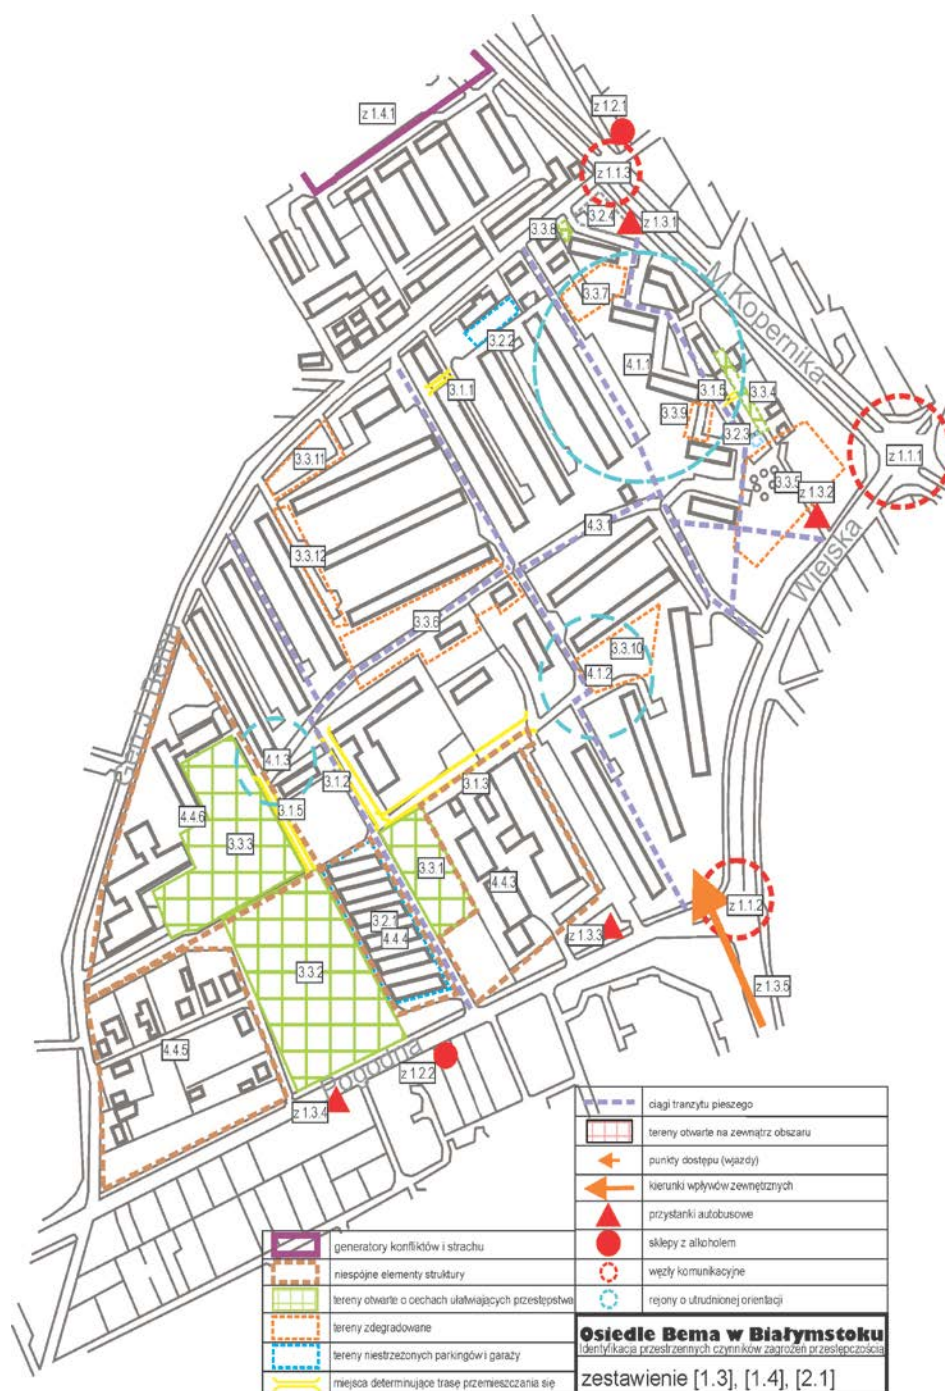 z 1.4.1
z 1.2.1
z 1.1.3
3.2.4
z 1.3.1
3.3.8
M.Kopernika
3.3.7
3.2.2
4.1.1
3.1.1
3.1.5
3.3.4
3.3.9
3.2.3
z 1.1.1
3.3.11
3.3.5
z 1.3.2
4.3.1
3.3.12
Wiejska
3.3.6
3.3.10
4.1.2
Gen. J. Bema
4.1.3
3.1.2
3.1.3
3.1.5
4.4.6
3.3.3
3.3.1
4.4.3
3.2.1
z 1.1.2
4.4.4
z 1.3.3
3.3.2
z 1.3.5
4.4.5
Pogodna
z 1.2.2
z 1.3.4
ciągi tranzytu pieszego
tereny otwarte na zewnątrz obszaru
punkty dostępu (wjazdy)
kierunki wpływów zewnętrznych
przystanki autobusowe
sklepy z alkoholem
węzły komunikacyjne
rejony o utrudnionej orientacji
generatory konfliktów i strachu
niespójne elementy struktury
tereny otwarte o cechach ułatwiających przestępstwa
tereny zdegradowane
tereny niestrzeżonych parkingów i garaży
miejsca determinujące trasę przemieszczania się
Osiedle Bema w Białymstoku
Identyfikacja przestrzennych czynników zagrożeń przestępczością
zestawienie [1.3], [1.4], [2.1]